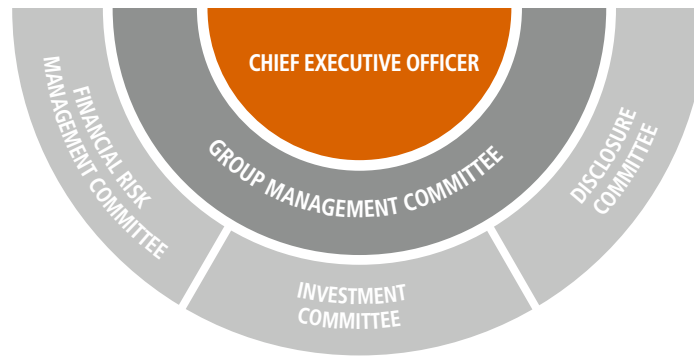 CHIEF EXECUTIVE OFFICER
GROUP MANAGEMENT COMMITTEE
FINANCIAL RISK
MANAGEMENT COMMITTEE
INVESTMENT
COMMITTEE
DISCLOSURE
COMMITTEE